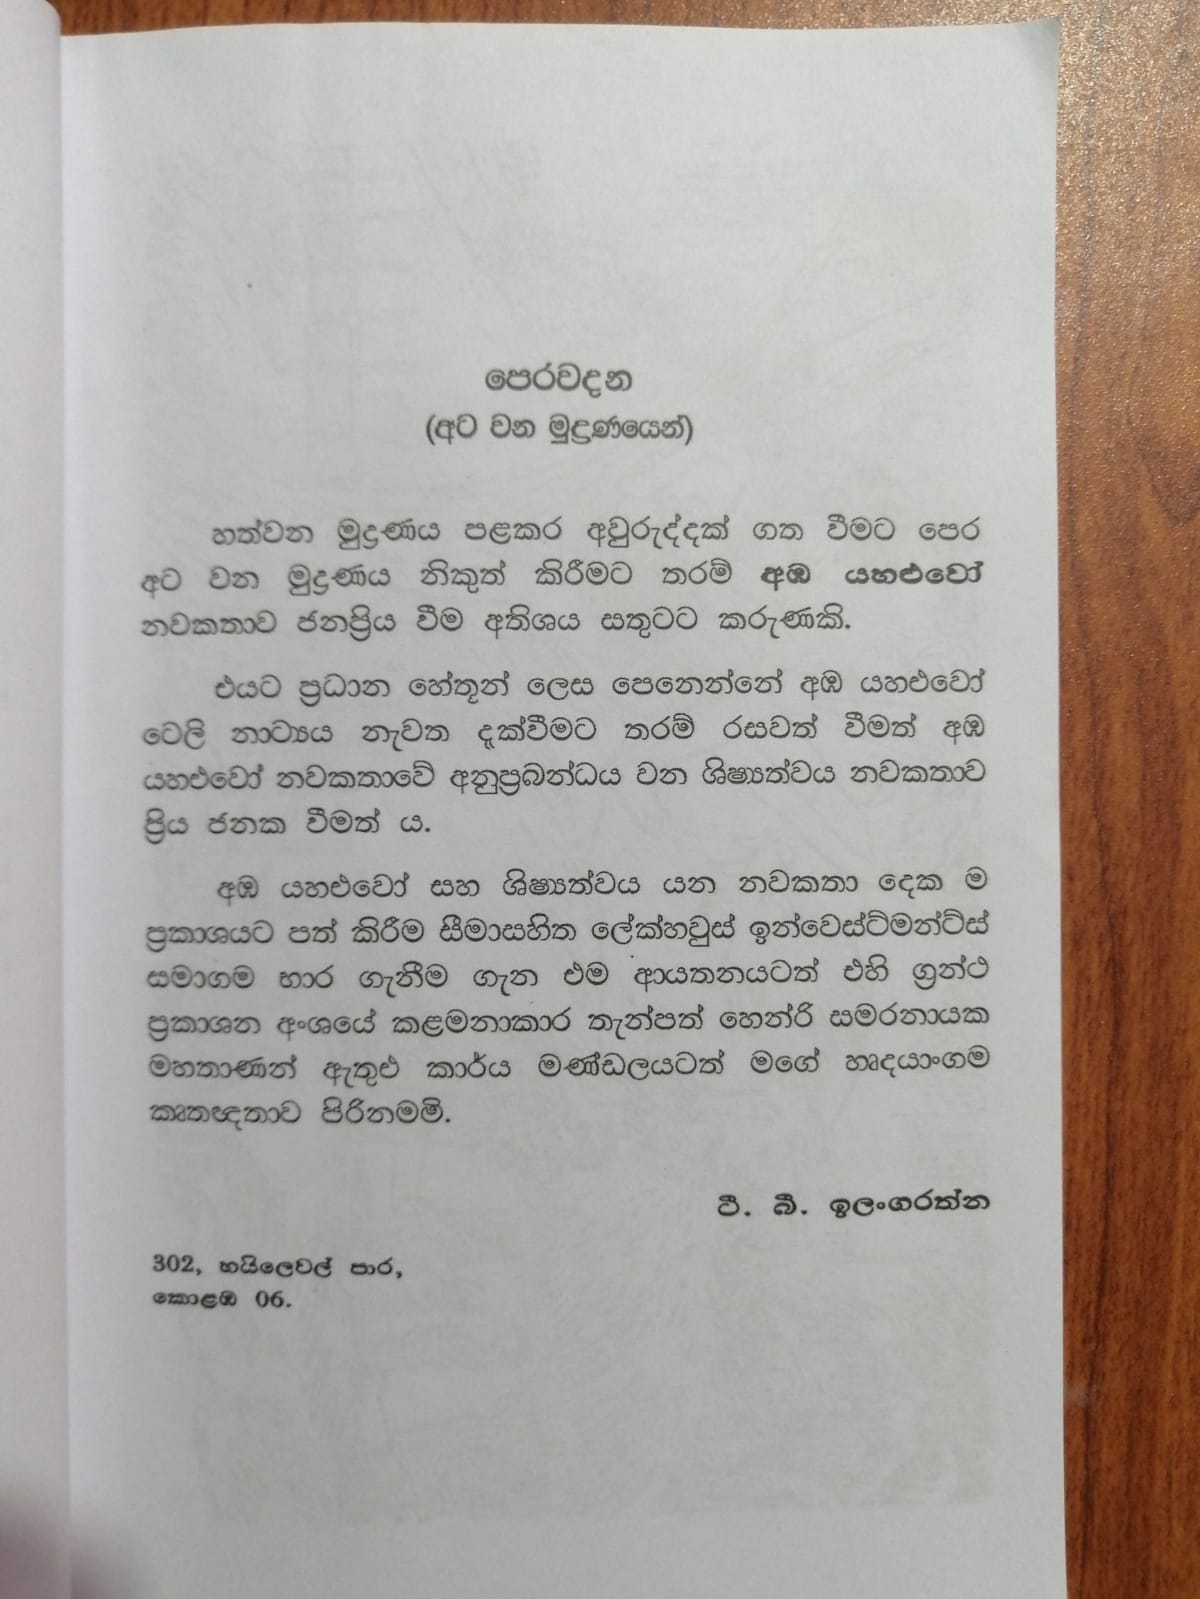 පෙරවදන
(අට වන මුද්‍රණයෙන්)
හත්වන මුද්‍රණය පළකර අවුරුද්දක් ගත වීමට පෙර
අට වන මුද්‍රණය නිකුත් කිරීමට තරම් අඹ යහළුවෝ
නවකතාව ජනප්‍රිය වීම අතිශය සතුටට කරුණකි.
එයට ප්‍රධාන හේතූන් ලෙස පෙනෙන්නේ අඹ යහළුවෝ
ටෙලි නාට්‍යය නැවත දැක්වීමට තරම් රසවත් වීමත් අඹ
යහළුවෝ නවකතාවේ අනුප්‍රබන්ධය වන ශිෂ්‍යත්වය නවකතාව
ප්‍රිය ජනක වීමත් ය.
අඹ යහළුවෝ සහ ශිෂ්‍යත්වය යන නවකතා දෙක ම
ප්‍රකාශයට පත් කිරීම සීමාසහිත ලේක්හවුස් ඉන්වෙස්ට්මන්ට්ස්
සමාගම භාර ගැනීම ගැන එම ආයතනයටත් එහි ග්‍රන්ථ
ප්‍රකාශන අංශයේ කළමනාකාර තැන්පත් හෙන්රි සමරනායක
මහතාණන් ඇතුළු කාර්ය මණ්ඩලයටත් මගේ හෘදයාංගම
කෘතඥතාව පිරිනමමි.
ටී. බී. ඉලංගරත්න
302, හයිලෙවල් පාර,
කොළඹ 06.